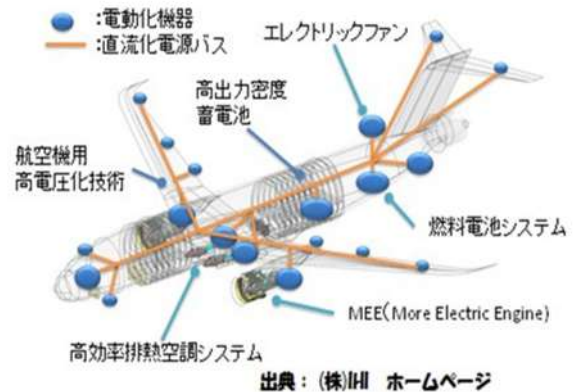 :電動化機器
:直流化電源バス
エレクトリックファン
高出力密度
蓄電池
航空機用
高電圧化技術
燃料電池システム
MEE(More Electric Engine)
高効率排熱空調システム
出典：(株)IHI ホームページ